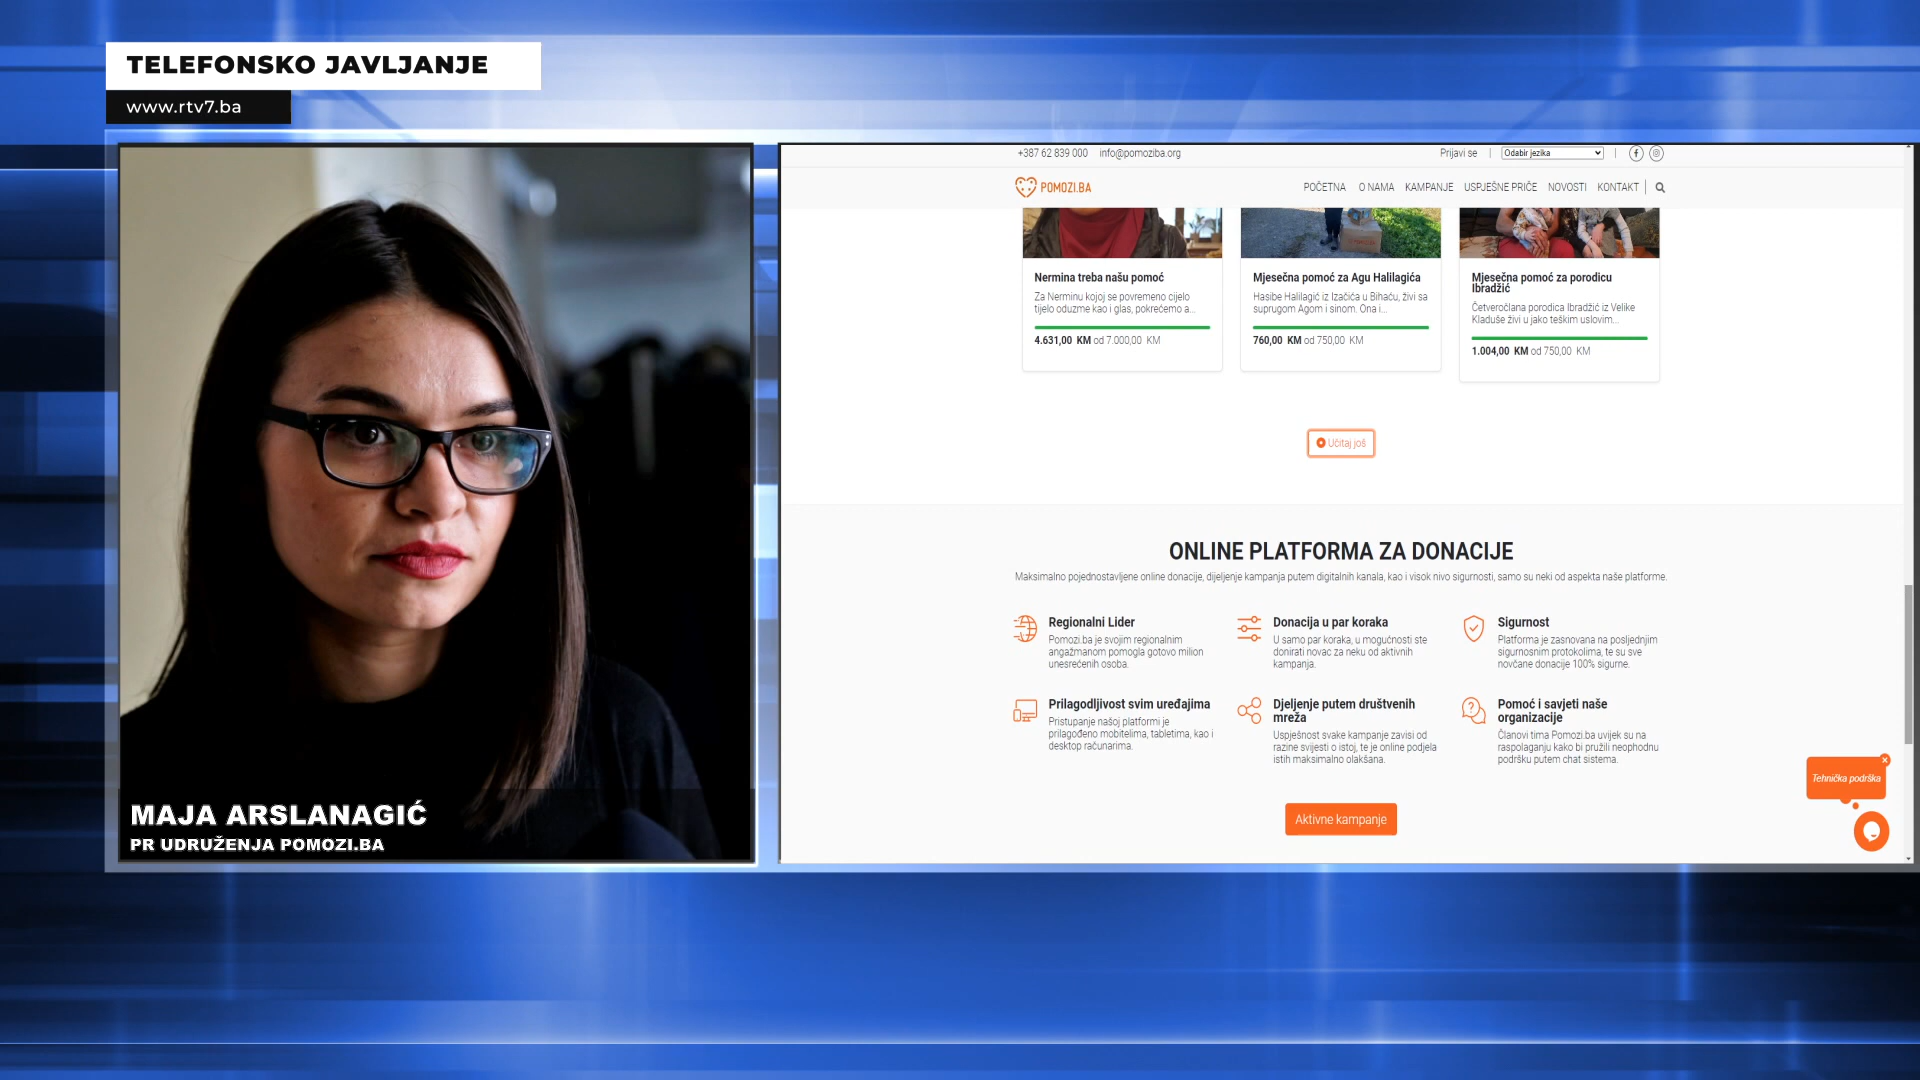 TELEFONSKO JAVLJANJE
www.rtv7.ba
MAJA ARSLANAGIĆ
PR UDRUŽENJA POMOZI.BA
+387 62 839 000 info@pomoziba.org
Prijavi se | Odabir jezika |
POMOZI.BA
POČETNA O NAMA KAMPANJE USPJEŠNE PRIČE NOVOSTI KONTAKT
Nermina treba našu pomoć
Za Nerminu kojoj se povremeno cijelo
tijelo oduzme kao i glas, pokrećemo a...
4.631,00 KM od 7.000,00 KM
Mjesečna pomoć za Agu Halilagića
Hasibe Halilagić iz Izačića u Bihaću, živi sa
suprugom Agom i sinom. Ona i...
760,00 KM od 750,00 KM
Mjesečna pomoć za porodicu
Ibradžić
Četveročlana porodica Ibradžić iz Velike
Kladuše živi u jako teškim uslovim...
1.004,00 KM od 750,00 KM
Učitaj još
ONLINE PLATFORMA ZA DONACIJE
Maksimalno pojednostavljene online donacije, dijeljenje kampanja putem digitalnih kanala, kao i visok nivo sigurnosti, samo su neki od aspekta naše platforme.
Regionalni Lider
Pomozi.ba je svojim regionalnim
angažmanom pomogla gotovo milion
unesrećenih osoba.
Donacija u par koraka
U samo par koraka, u mogućnosti ste
donirati novac za neku od aktivnih
kampanja.
Sigurnost
Platforma je zasnovana na posljednjim
sigurnosnim protokolima, te su sve
novčane donacije 100% sigurne.
Prilagodljivost svim uređajima
Pristupanje našoj platformi je
prilagođeno mobitelima, tabletima, kao i
desktop računarima.
Djeljenje putem društvenih
mreža
Uspješnost svake kampanje zavisi od
razine svijesti o istoj, te je online podjela
istih maksimalno olakšana.
Pomoć i savjeti naše
organizacije
Članovi tima Pomozi.ba uvijek su na
raspolaganju kako bi pružili neophodnu
podršku putem chat sistema.
Tehnička podrška
Aktivne kampanje